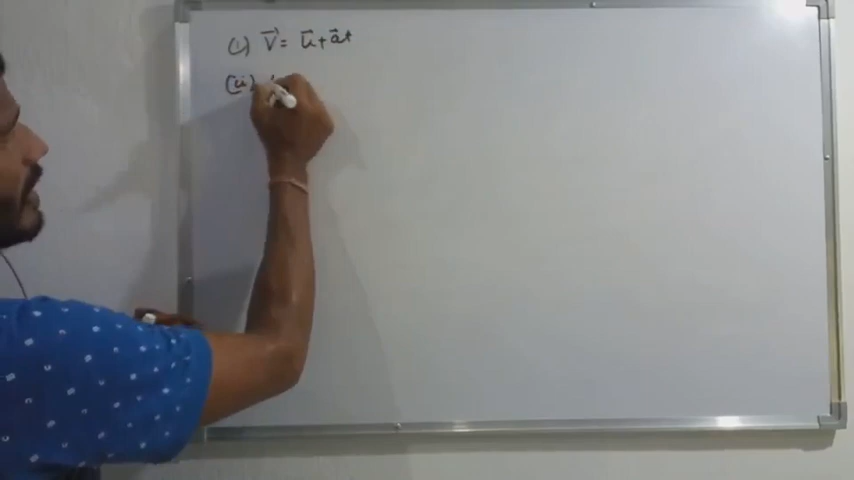 (i) V⃗ = u⃗ + a⃗t
(ii)